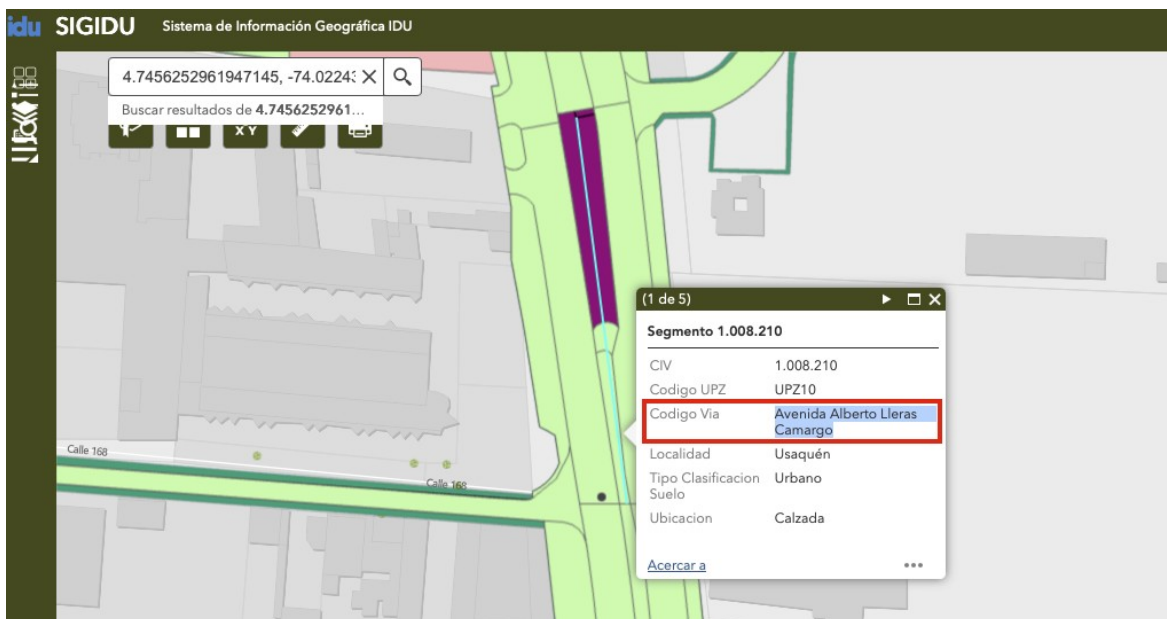 idu SIGIDU Sistema de Información Geográfica IDU
4.7456252961947145, -74.02243
Buscar resultados de 4.7456252961...
X Y
(1 de 5)
Segmento 1.008.210
CIV 1.008.210
Codigo UPZ UPZ10
Codigo Via Avenida Alberto Lleras
Camargo
Localidad Usaquén
Tipo Clasificacion Urbano
Suelo
Ubicacion Calzada
Acercar a
Calle 168
Calle 168